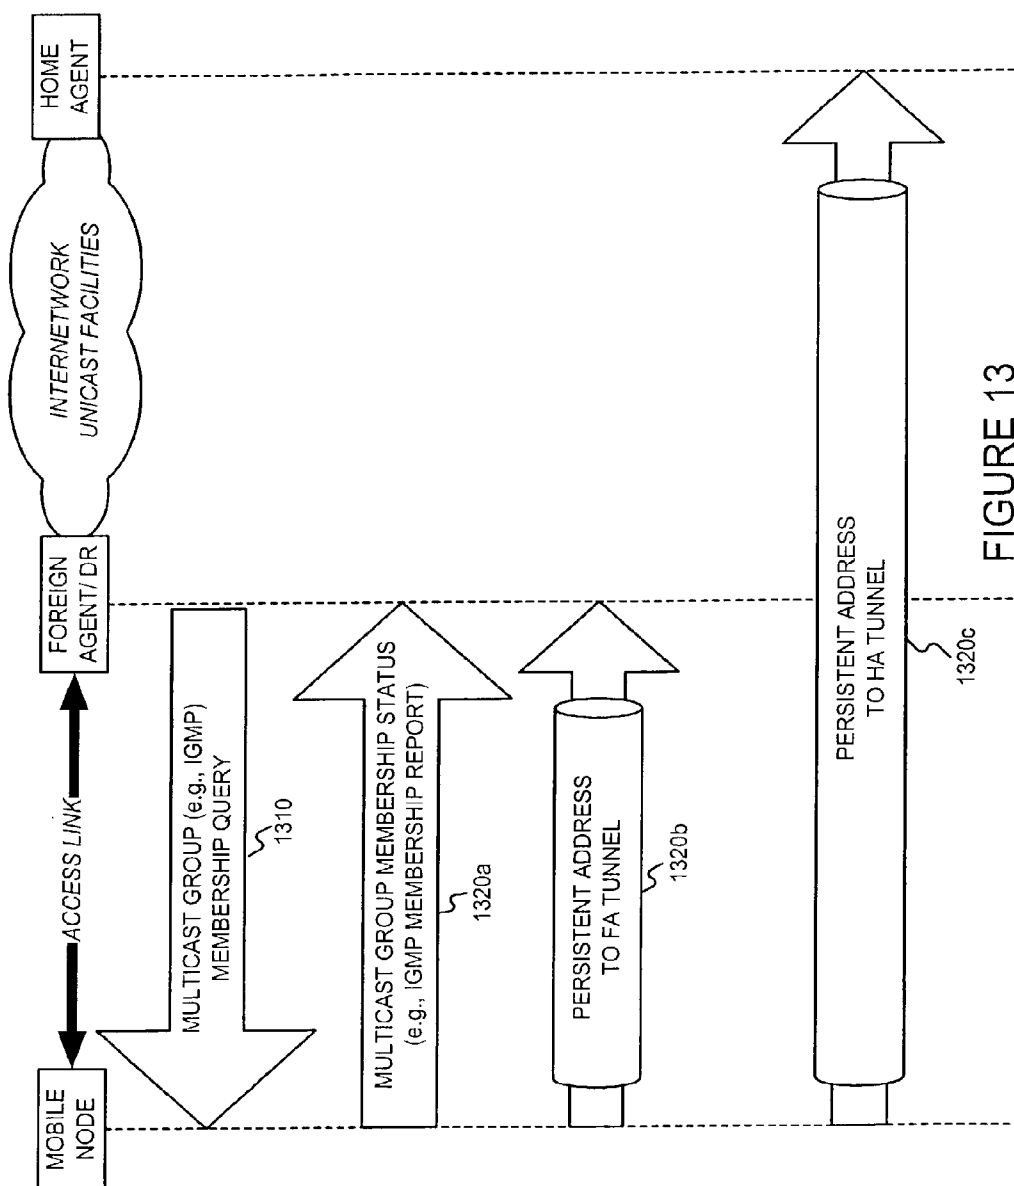 MOBILE
NODE
ACCESS LINK
FOREIGN
AGENT/ DR
INTERNETWORK
UNICAST FACILITIES
HOME
AGENT
MULTICAST GROUP (e.g., IGMP)
MEMBERSHIP QUERY
1310
MULTICAST GROUP MEMBERSHIP STATUS
(e.g., IGMP MEMBERSHIP REPORT)
1320a
PERSISTENT ADDRESS
TO FA TUNNEL
1320b
PERSISTENT ADDRESS
TO HA TUNNEL
1320c
FIGURE 13